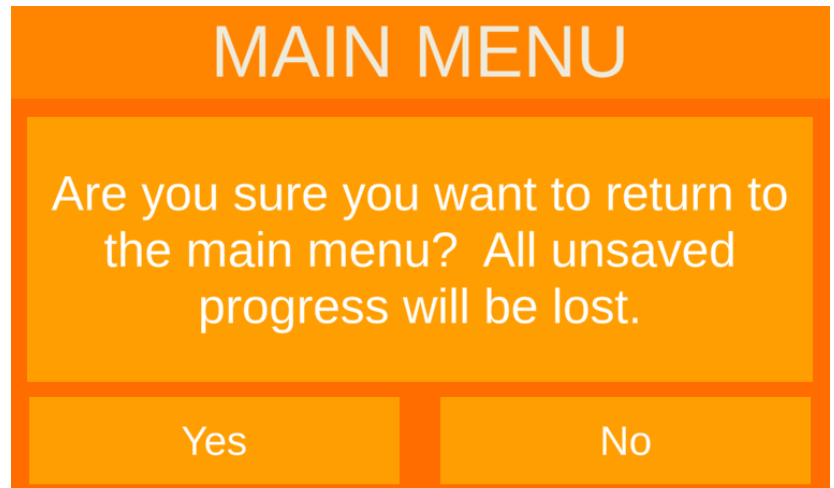 MAIN MENU
Are you sure you want to return to
the main menu?  All unsaved
progress will be lost.
Yes
No